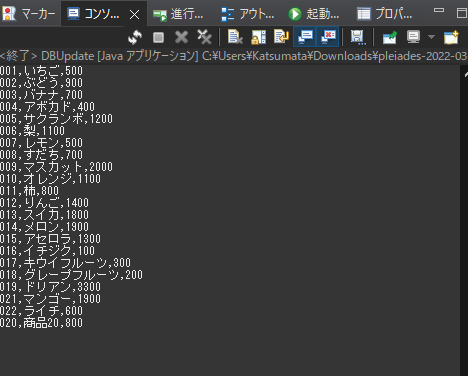 マーカー コンソ... 進行... アウト... 起動... プロパ...
<終了> DBUpdate [Java アプリケーション] C:¥Users¥Katsumata¥Downloads¥pleiades-2022-03
001,いちご,500
002,ぶどう,900
003,バナナ,700
004,アボカド,400
005,サクランボ,1200
006,梨,1100
007,レモン,500
008,すだち,700
009,マスカット,2000
010,オレンジ,1100
011,柿,800
012,りんご,1400
013,スイカ,1800
014,メロン,1900
015,アセロラ,1300
016,イチジク,100
017,キウイフルーツ,300
018,グレープフルーツ,200
019,ドリアン,3300
021,マンゴー,1900
022,ライチ,600
020,商品20,800